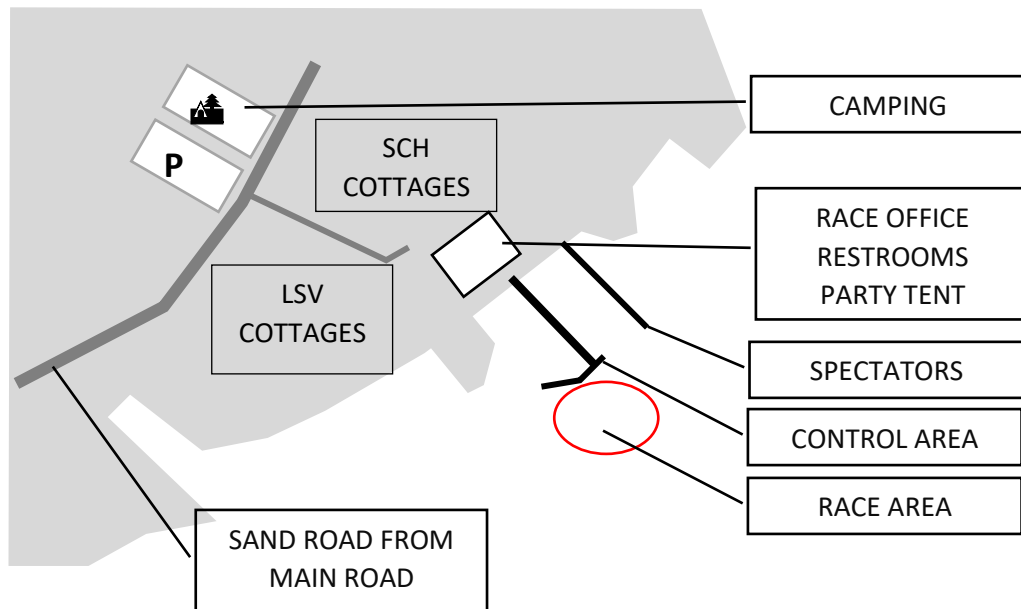 CAMPING
SCH
COTTAGES
P
RACE OFFICE
RESTROOMS
PARTY TENT
LSV
COTTAGES
SPECTATORS
CONTROL AREA
RACE AREA
SAND ROAD FROM
MAIN ROAD